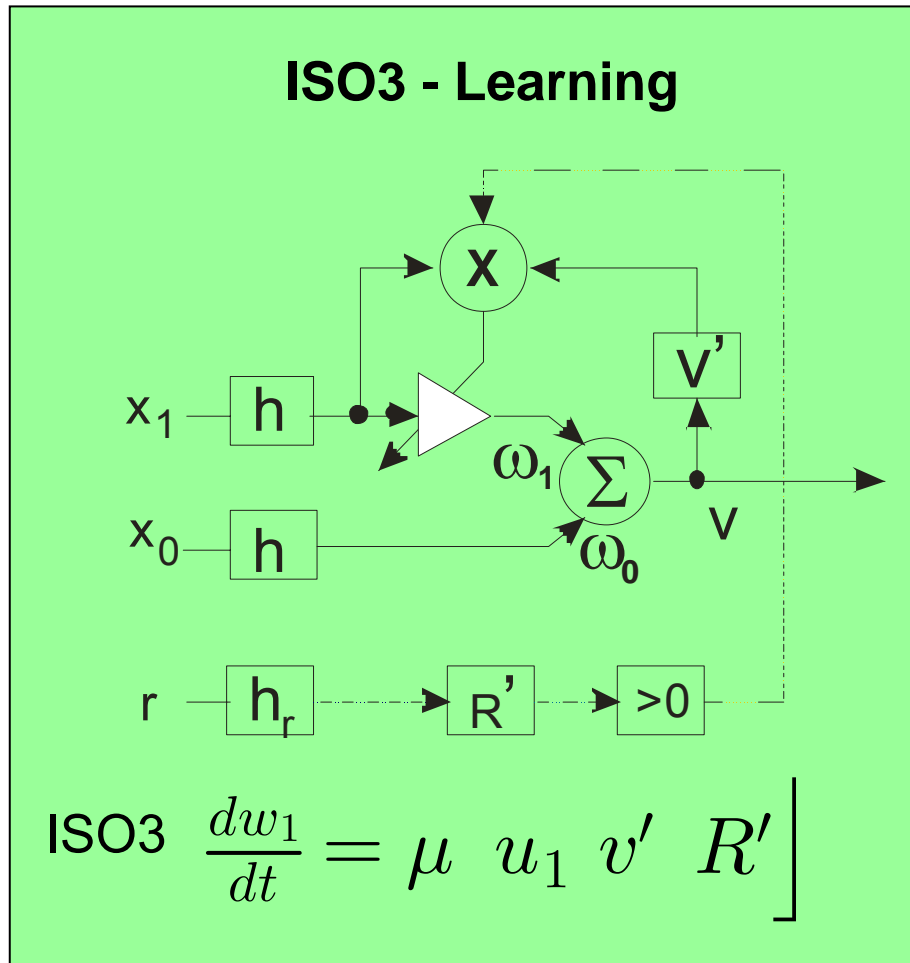 ISO3 - Learning
X
v’
x₁ h
ω₁
Σ
v
x₀ h
ω₀
r hᵣ R’ >0
ISO3 dw₁/dt = μ u₁ v′ R′⌋